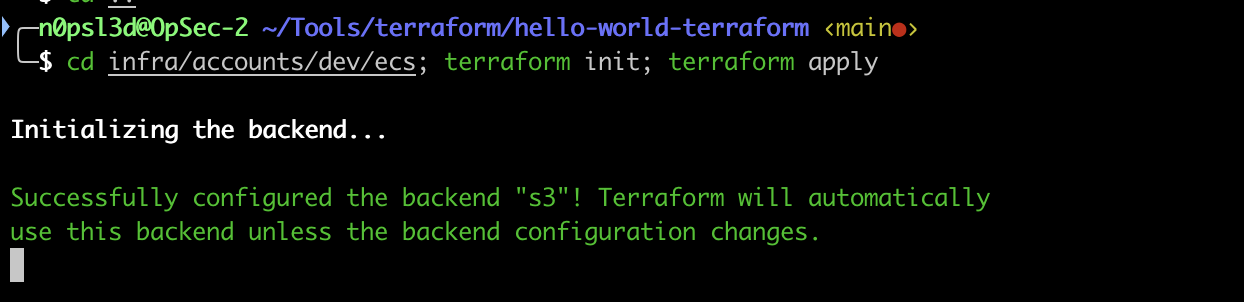 $ cd ..
n0psl3d@OpSec-2 ~/Tools/terraform/hello-world-terraform ‹main●›
$ cd infra/accounts/dev/ecs; terraform init; terraform apply
Initializing the backend...
Successfully configured the backend "s3"! Terraform will automatically
use this backend unless the backend configuration changes.